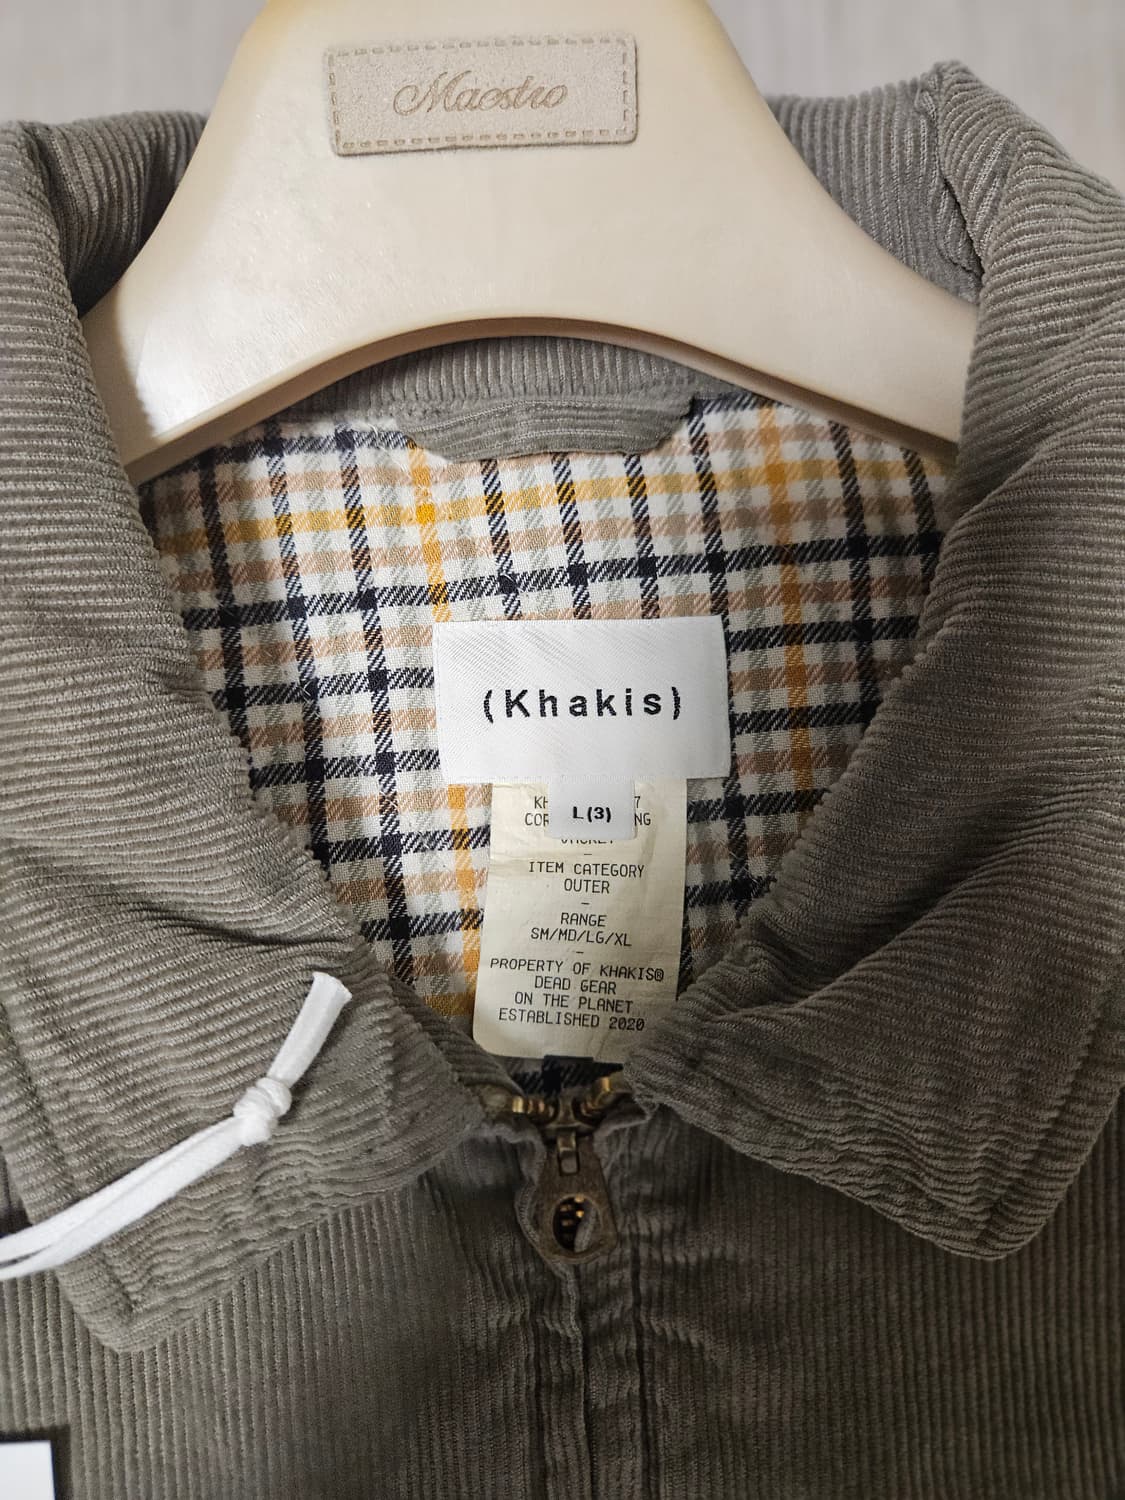 Maestro
(Khakis)
L(3)
ITEM CATEGORY
OUTER
–
RANGE
SM/MD/LG/XL
–
PROPERTY OF KHAKIS®
DEAD GEAR
ON THE PLANET
ESTABLISHED 2020